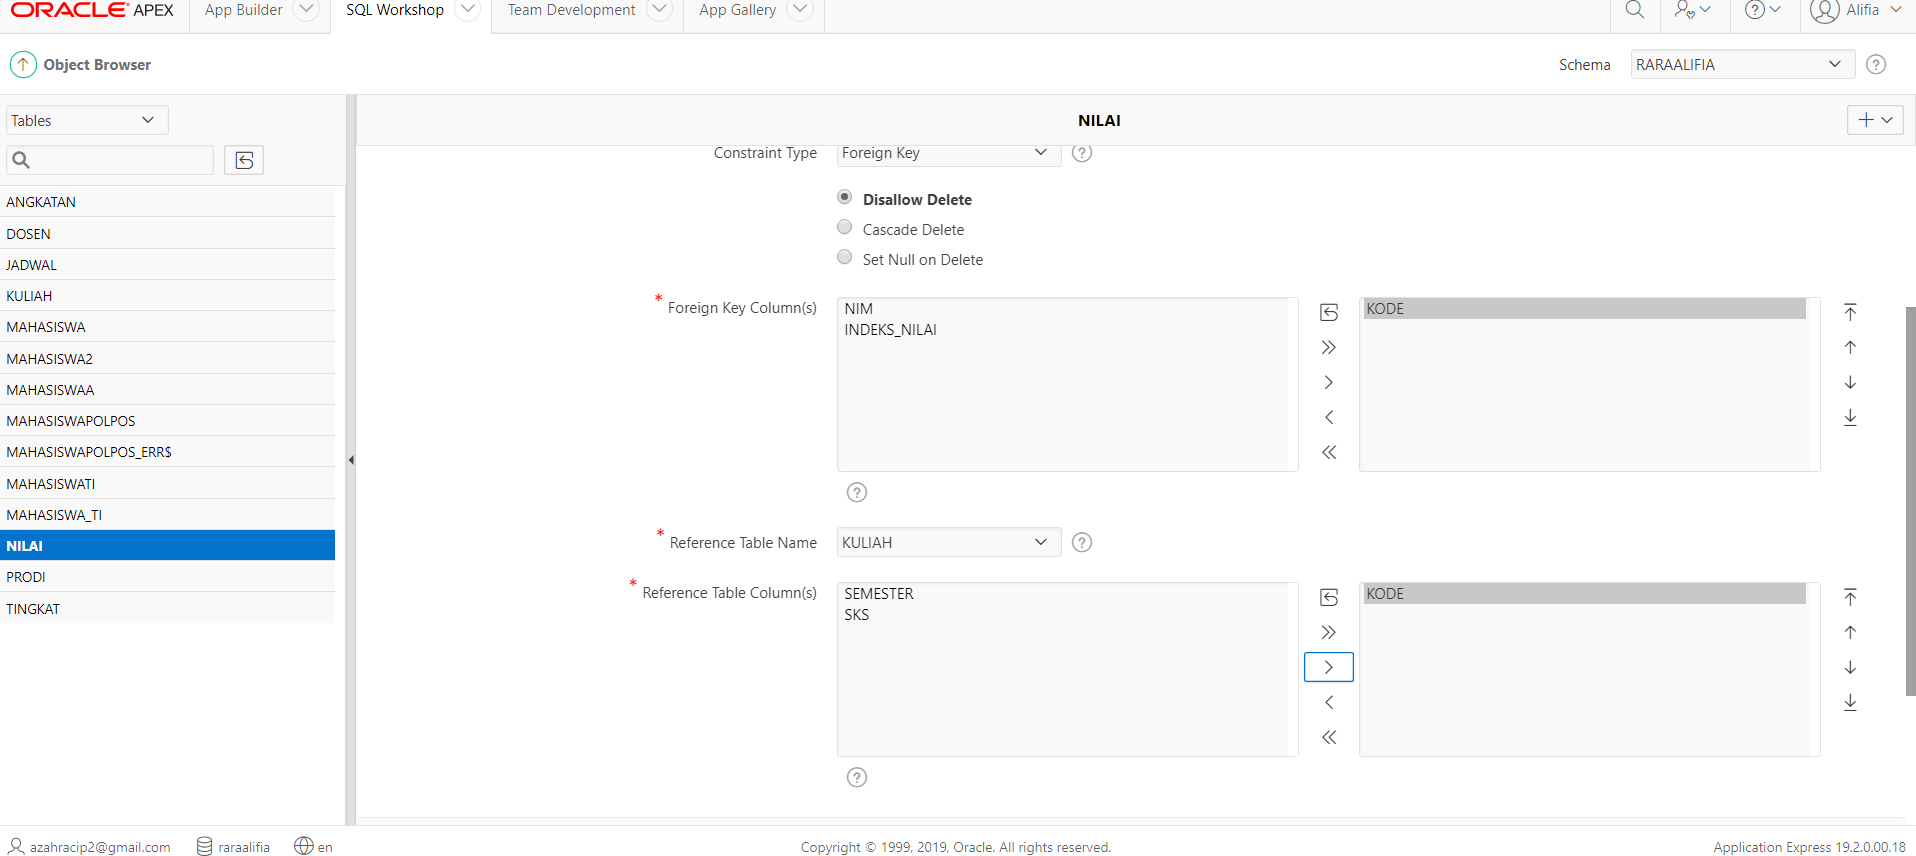 ORACLE APEX App Builder SQL Workshop Team Development App Gallery Alifia
Object Browser Schema RARAALIFIA
Tables
NILAI
ANGKATAN
DOSEN
JADWAL
KULIAH
MAHASISWA
MAHASISWA2
MAHASISWAA
MAHASISWAPOLPOS
MAHASISWAPOLPOS_ERR$
MAHASISWATI
MAHASISWA_TI
NILAI
PRODI
TINGKAT
Constraint Type Foreign Key
Disallow Delete
Cascade Delete
Set Null on Delete
* Foreign Key Column(s) NIM KODE
INDEKS_NILAI
* Reference Table Name KULIAH
* Reference Table Column(s) SEMESTER KODE
SKS
azahracip2@gmail.com raraalifia en Copyright © 1999, 2019, Oracle. All rights reserved. Application Express 19.2.0.00.18